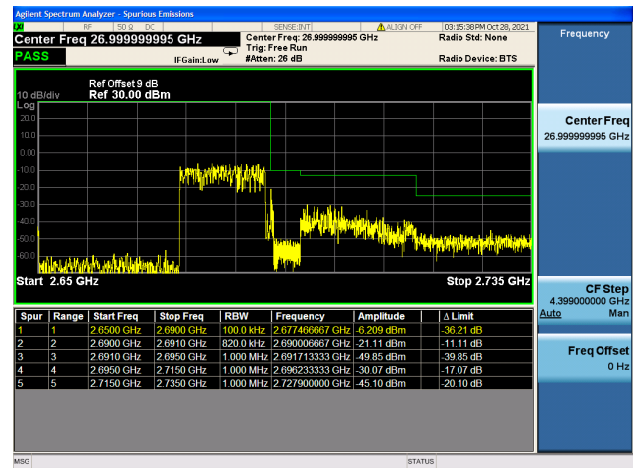 Agilent Spectrum Analyzer - Spurious Emissions
RF 50 Ω DC SENSE:INT ALIGN OFF 03:15:38 PM Oct 28, 2021
Center Freq 26.999999995 GHz
Center Freq: 26.999999995 GHz
Radio Std: None
Trig: Free Run
PASS
IFGain:Low
#Atten: 26 dB
Radio Device: BTS
Ref Offset 9 dB
10 dB/div Ref 30.00 dBm
Log
20.0
10.0
0.00
-10.0
-20.0
-30.0
-40.0
-50.0
-60.0
Start 2.65 GHz Stop 2.735 GHz
Spur Range Start Freq Stop Freq RBW Frequency Amplitude Δ Limit
1 1 2.6500 GHz 2.6900 GHz 100.0 kHz 2.677466667 GHz -6.209 dBm -36.21 dB
2 2 2.6900 GHz 2.6910 GHz 820.0 kHz 2.690006667 GHz -21.11 dBm -11.11 dB
3 3 2.6910 GHz 2.6950 GHz 1.000 MHz 2.691713333 GHz -49.85 dBm -39.85 dB
4 4 2.6950 GHz 2.7150 GHz 1.000 MHz 2.696233333 GHz -30.07 dBm -17.07 dB
5 5 2.7150 GHz 2.7350 GHz 1.000 MHz 2.727900000 GHz -45.10 dBm -20.10 dB
Frequency
Center Freq
26.999999995 GHz
CF Step
4.399000000 GHz
Auto Man
Freq Offset
0 Hz
MSG STATUS